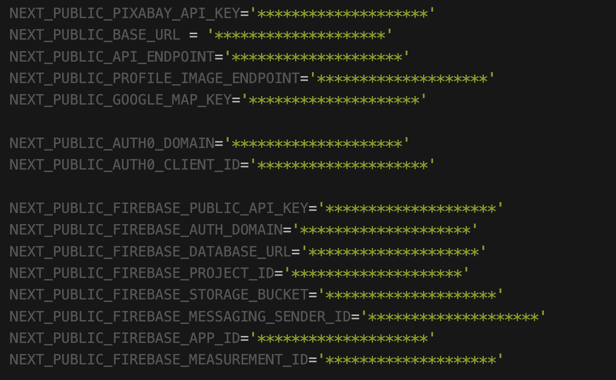 NEXT_PUBLIC_PIXABAY_API_KEY='********************'
NEXT_PUBLIC_BASE_URL = '********************'
NEXT_PUBLIC_API_ENDPOINT='********************'
NEXT_PUBLIC_PROFILE_IMAGE_ENDPOINT='********************'
NEXT_PUBLIC_GOOGLE_MAP_KEY='********************'
NEXT_PUBLIC_AUTH0_DOMAIN='********************'
NEXT_PUBLIC_AUTH0_CLIENT_ID='********************'
NEXT_PUBLIC_FIREBASE_PUBLIC_API_KEY='********************'
NEXT_PUBLIC_FIREBASE_AUTH_DOMAIN='********************'
NEXT_PUBLIC_FIREBASE_DATABASE_URL='********************'
NEXT_PUBLIC_FIREBASE_PROJECT_ID='********************'
NEXT_PUBLIC_FIREBASE_STORAGE_BUCKET='********************'
NEXT_PUBLIC_FIREBASE_MESSAGING_SENDER_ID='********************'
NEXT_PUBLIC_FIREBASE_APP_ID='********************'
NEXT_PUBLIC_FIREBASE_MEASUREMENT_ID='********************'